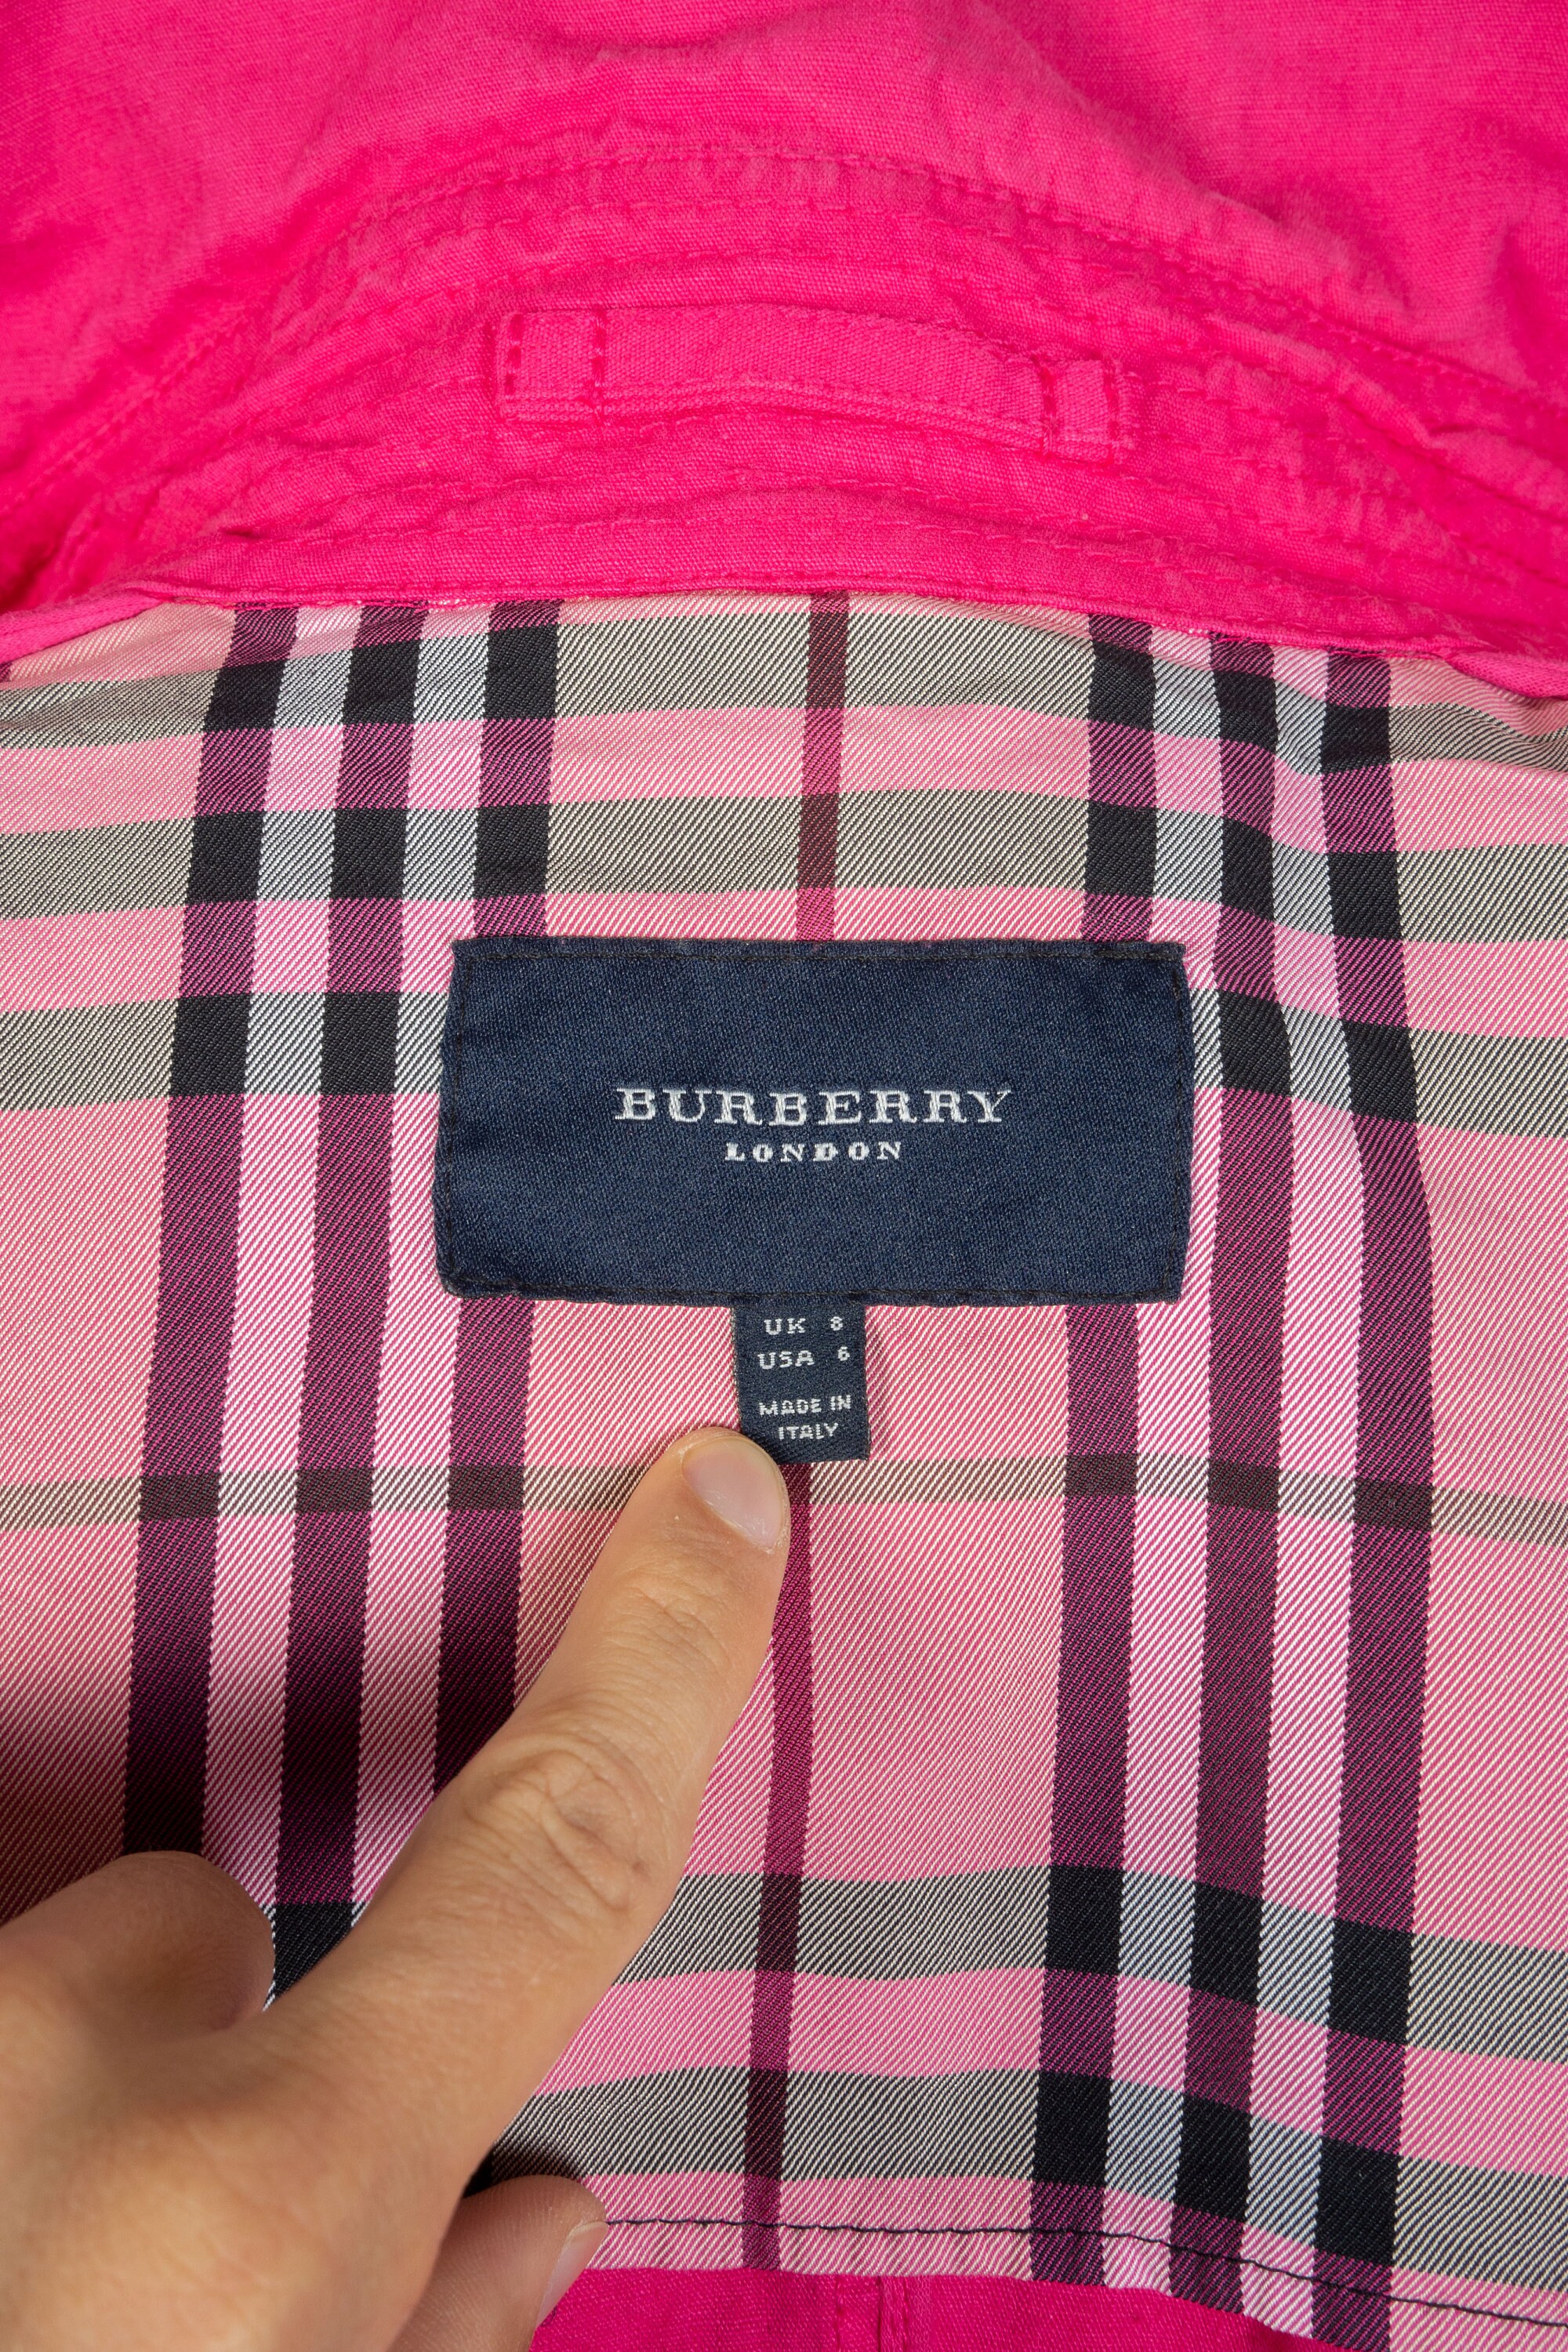 BURBERRY
LONDON
UK 8
USA 6
MADE IN
ITALY